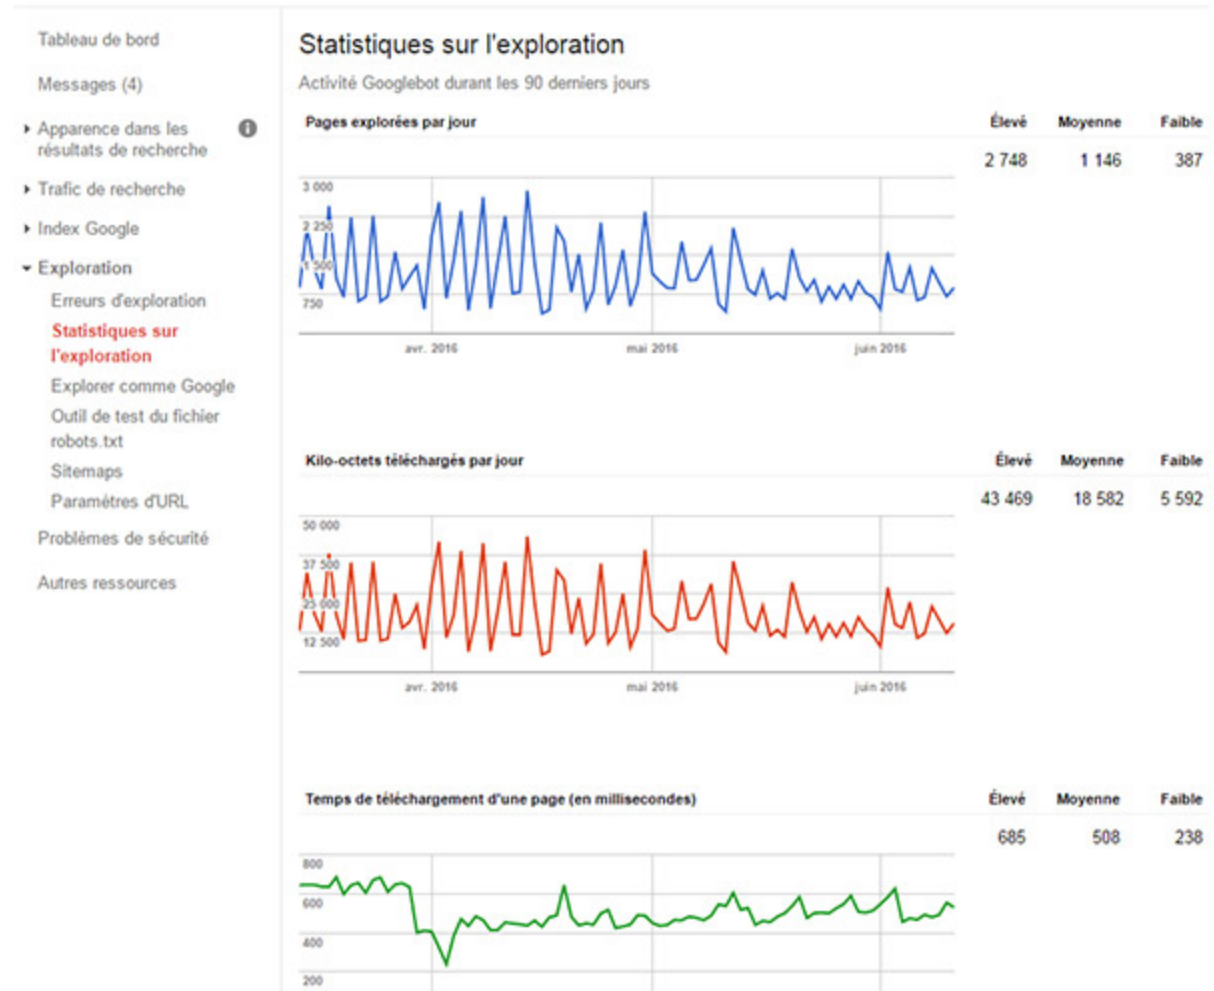 Tableau de bord
Messages (4)
Apparence dans les
résultats de recherche
Trafic de recherche
Index Google
Exploration
Erreurs d'exploration
Statistiques sur
l'exploration
Explorer comme Google
Outil de test du fichier
robots.txt
Sitemaps
Paramètres d'URL
Problèmes de sécurité
Autres ressources
Statistiques sur l'exploration
Activité Googlebot durant les 90 derniers jours
Pages explorées par jour
Élevé Moyenne Faible
2 748 1 146 387
3 000
2 250
1 500
750
avr. 2016 mai 2016 juin 2016
Kilo-octets téléchargés par jour
Élevé Moyenne Faible
43 469 18 582 5 592
50 000
37 500
25 000
12 500
avr. 2016 mai 2016 juin 2016
Temps de téléchargement d'une page (en millisecondes)
Élevé Moyenne Faible
685 508 238
800
600
400
200